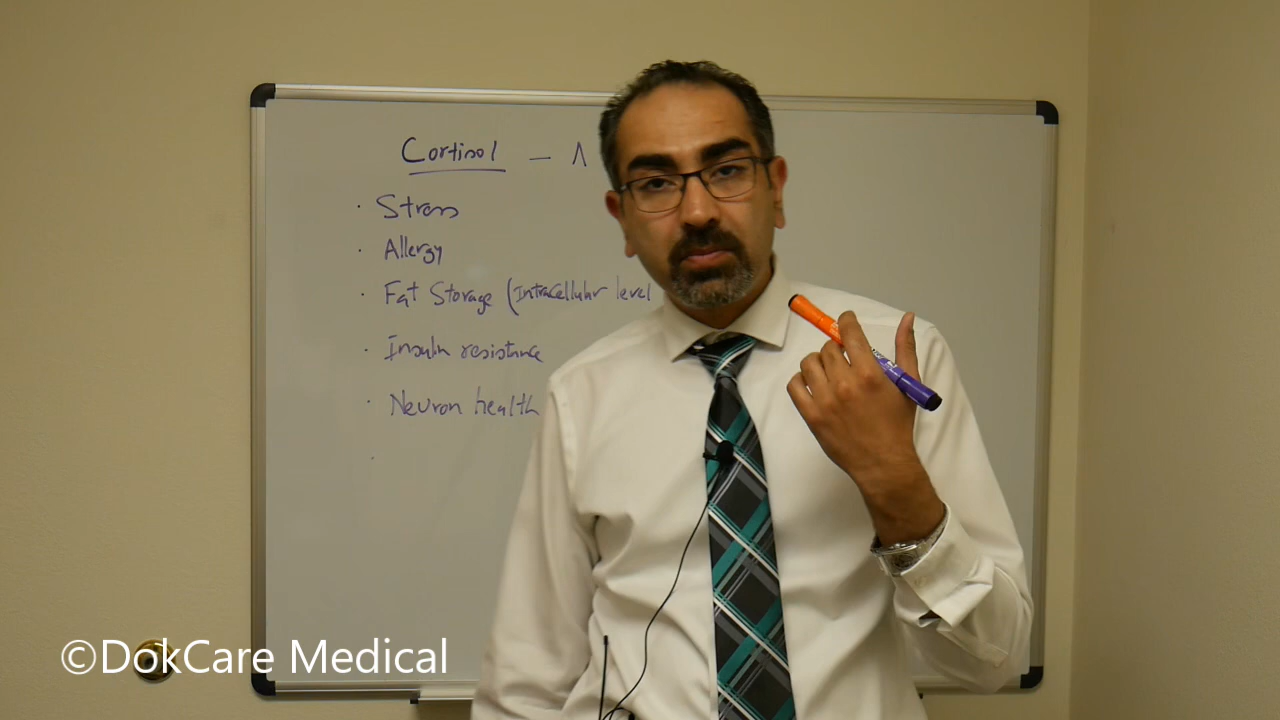 Cortisol –
· Stress
· Allergy
· Fat Storage (Intracellular level
· Insulin resistance
· Neuron health
©DokCare Medical